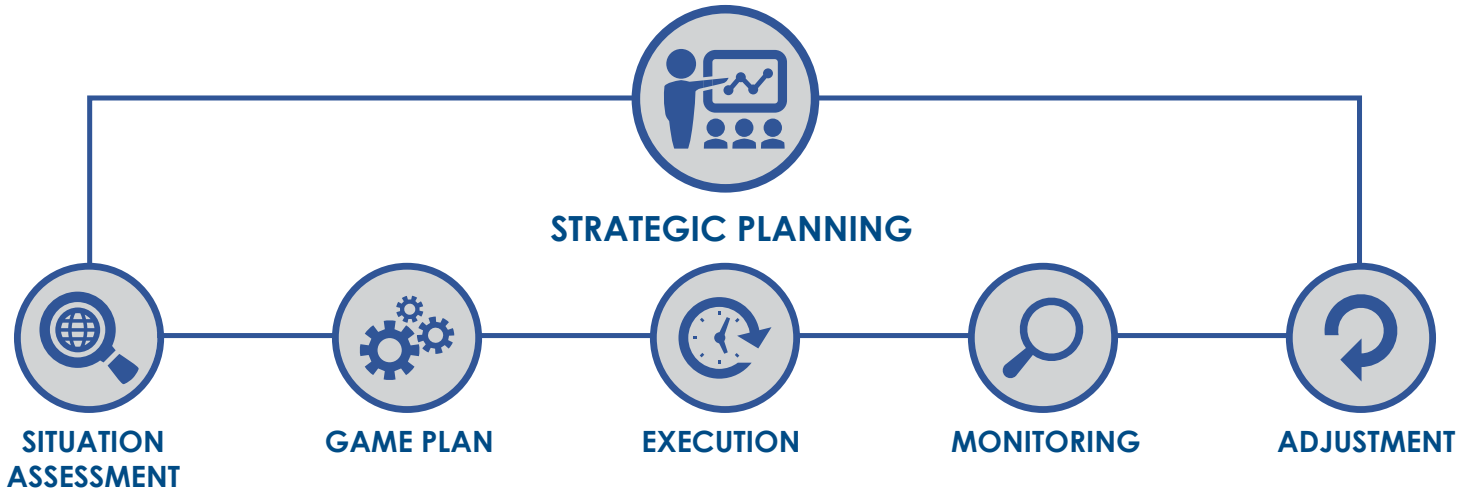 STRATEGIC PLANNING
SITUATION
ASSESSMENT
GAME PLAN
EXECUTION
MONITORING
ADJUSTMENT